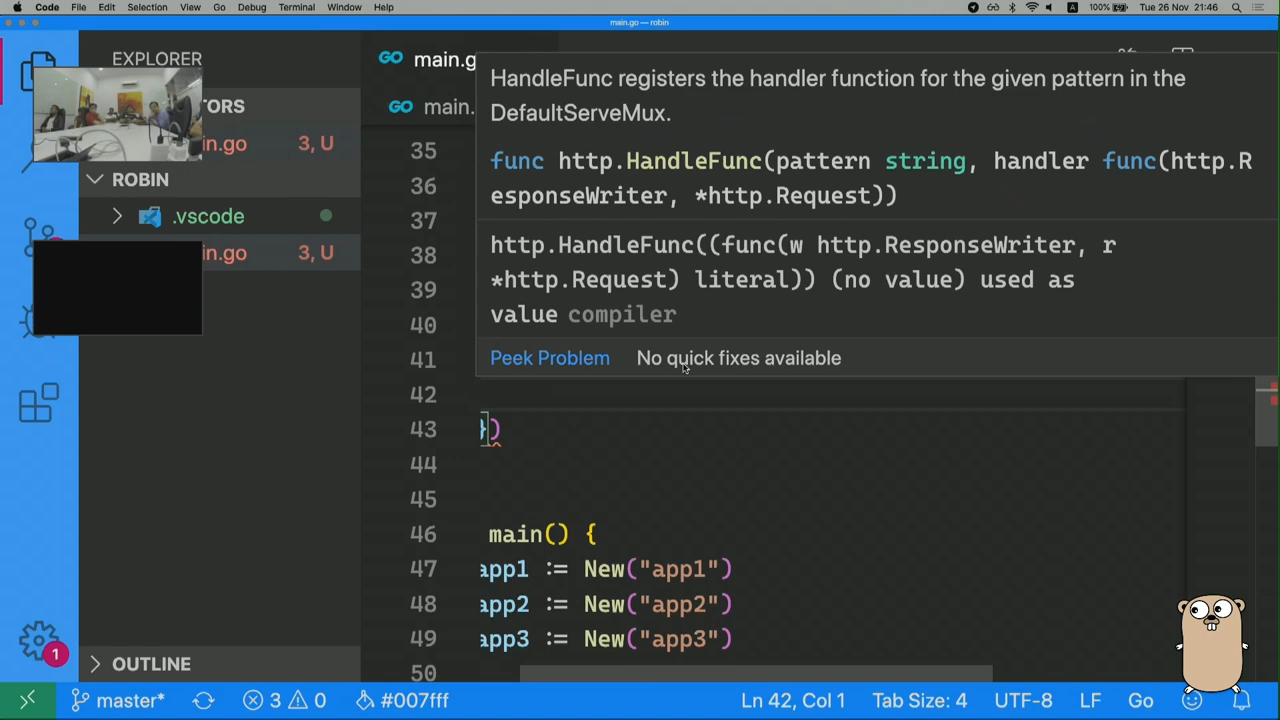 Code File Edit Selection View Go Debug Terminal Window Help 100% Tue 26 Nov 21:46
main.go — robin
EXPLORER
TORS
in.go 3, U
ROBIN
.vscode
in.go 3, U
OUTLINE
GO main.g
GO main.
HandleFunc registers the handler function for the given pattern in the
DefaultServeMux.
func http.HandleFunc(pattern string, handler func(http.R
esponseWriter, *http.Request))
http.HandleFunc((func(w http.ResponseWriter, r
*http.Request) literal)) (no value) used as
value compiler
Peek Problem No quick fixes available
35
36
37
38
39
40
41
42
43 })
44
45
46 main() {
47 app1 := New("app1")
48 app2 := New("app2")
49 app3 := New("app3")
50
1
master* 3 0 #007fff Ln 42, Col 1 Tab Size: 4 UTF-8 LF Go